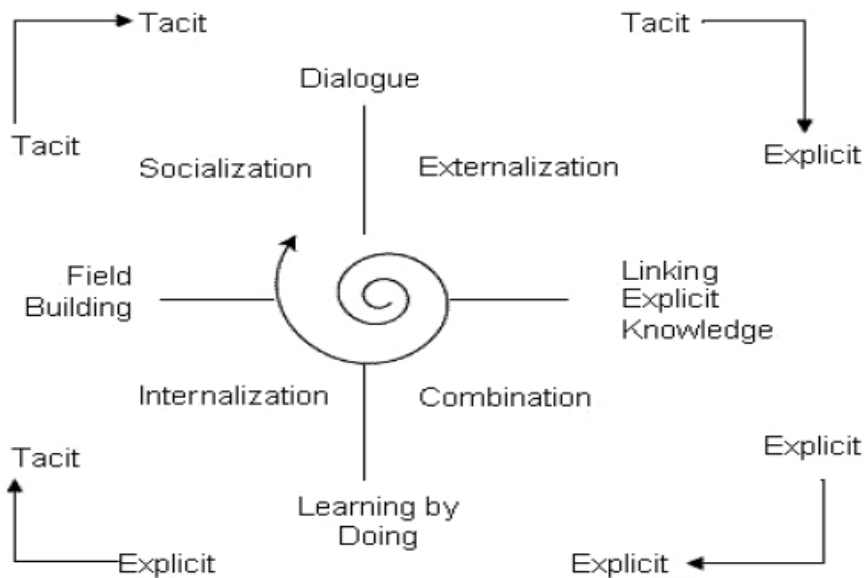 Tacit
Tacit
Dialogue
Tacit
Explicit
Socialization
Externalization
Field
Building
Linking
Explicit
Knowledge
Internalization
Combination
Tacit
Explicit
Learning by
Doing
Explicit
Explicit